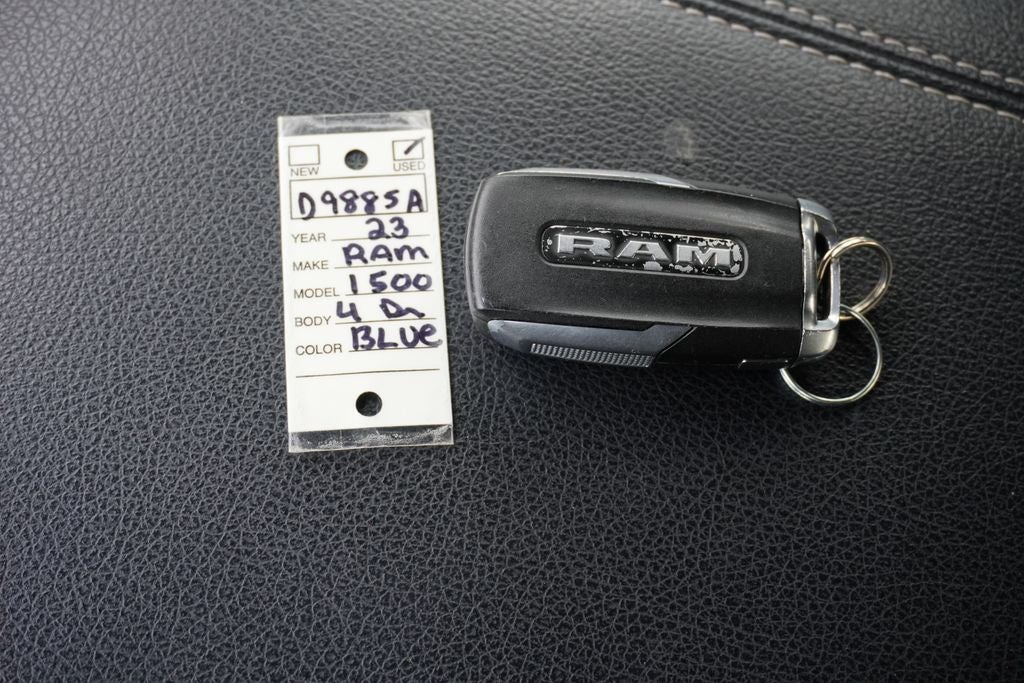 NEW USED
D9885A
YEAR 23
MAKE RAM
MODEL 1500
BODY 4 Dr
COLOR BLUE
RAM